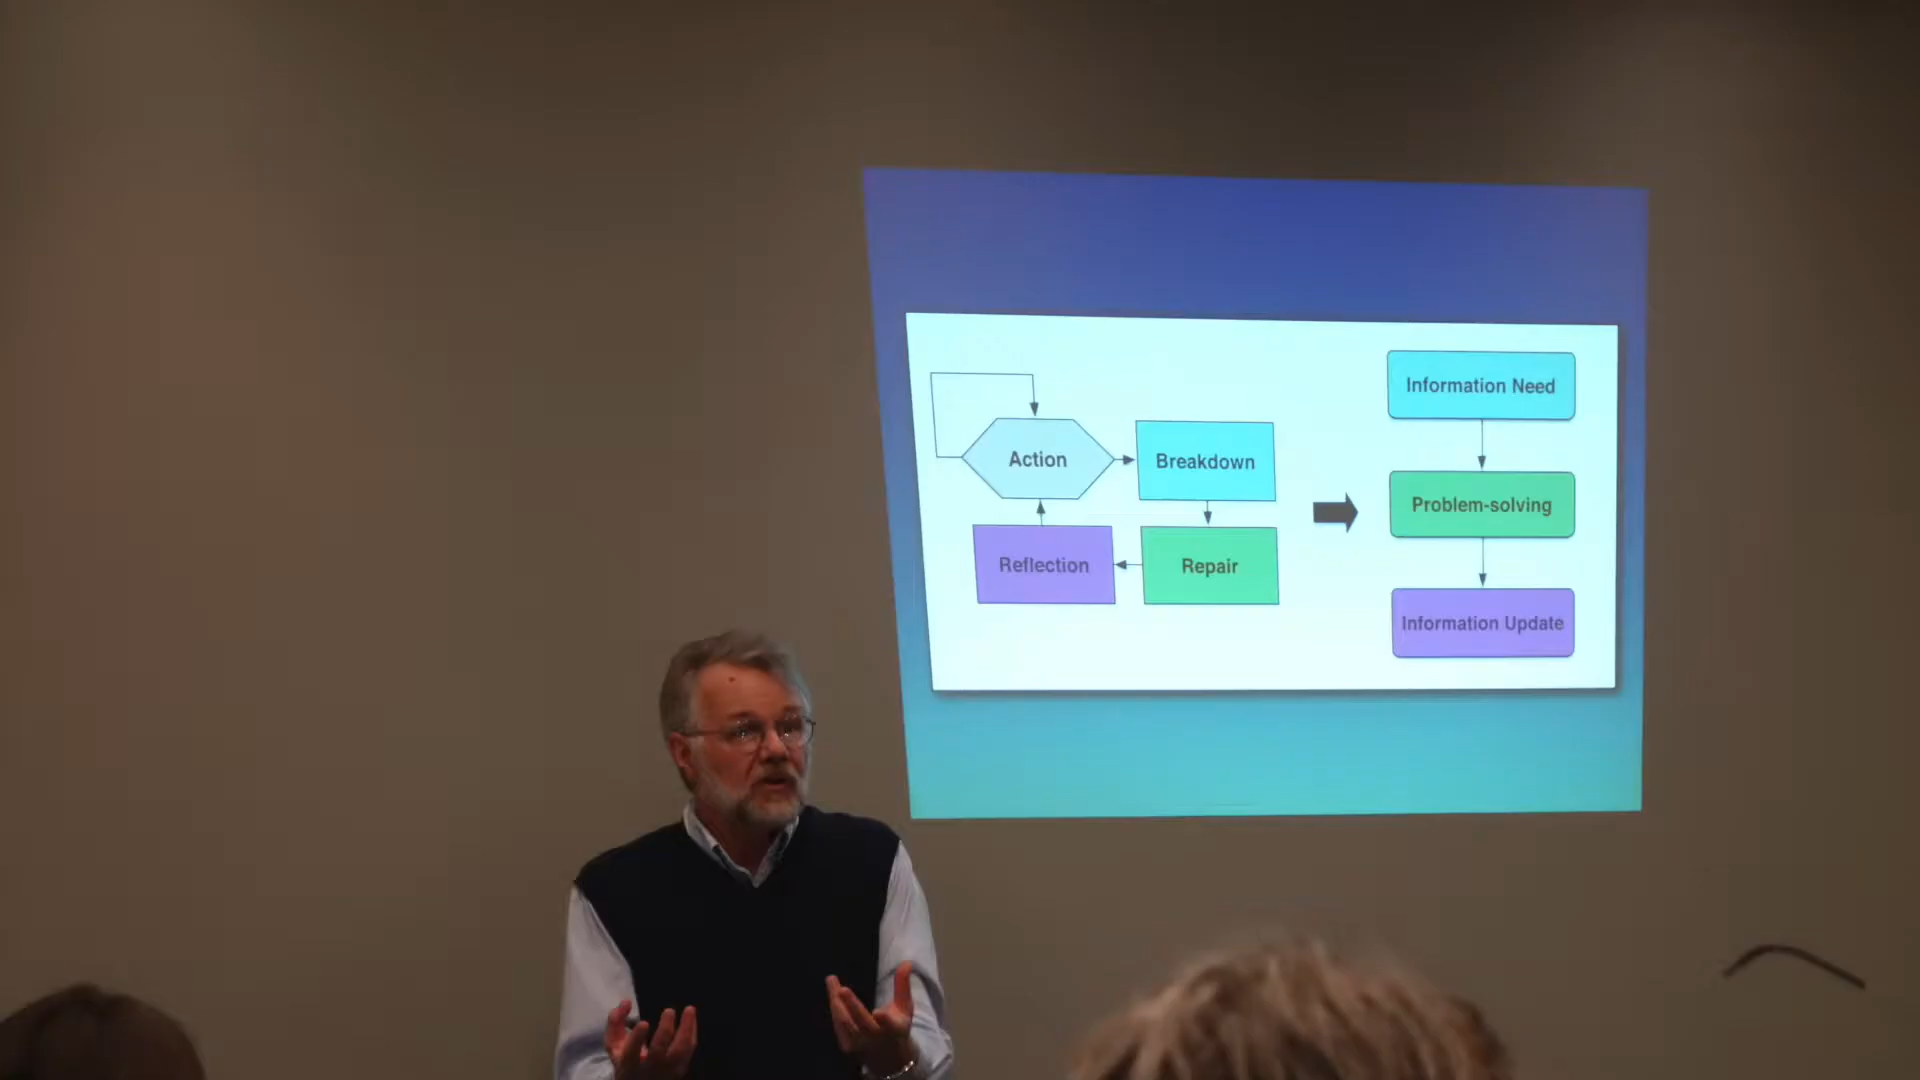 Action
Breakdown
Reflection
Repair
Information Need
Problem-solving
Information Update